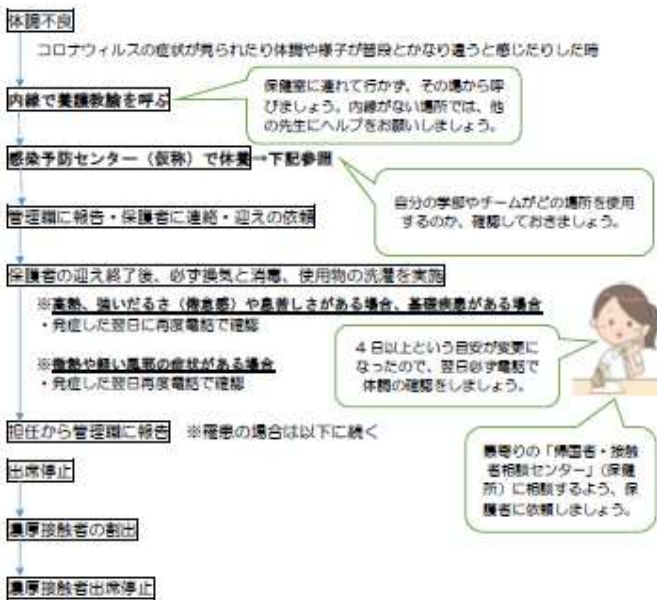 体調不良
コロナウィルスの症状が見られたり体調や様子が普段とかなり違うと感じたりした時
内線で養護教諭を呼ぶ
保健室に連れて行かず、その場から呼
びましょう。内線がない場所では、他
の先生にヘルプをお願いしましょう。
感染予防センター（仮称）で休養→下記参照
自分の学部やチームがどの場所を使用
するのか、確認しておきましょう。
管理職に報告・保護者に連絡・迎えの依頼
保護者の迎え終了後、必ず換気と消毒、使用物の洗濯を実施
※高熱、強いだるさ（倦怠感）や息苦しさがある場合、基礎疾患がある場合
・発症した翌日に再度電話で確認
※微熱や軽い風邪の症状がある場合
・発症した翌日再度電話で確認
４日以上という目安が変更に
なったので、翌日必ず電話で
体調の確認をしましょう。
担任から管理職に報告　※罹患の場合は以下に続く
最寄りの「帰国者・接触
者相談センター」（保健
所）に相談するよう、保
護者に依頼しましょう。
出席停止
濃厚接触者の割出
濃厚接触者出席停止